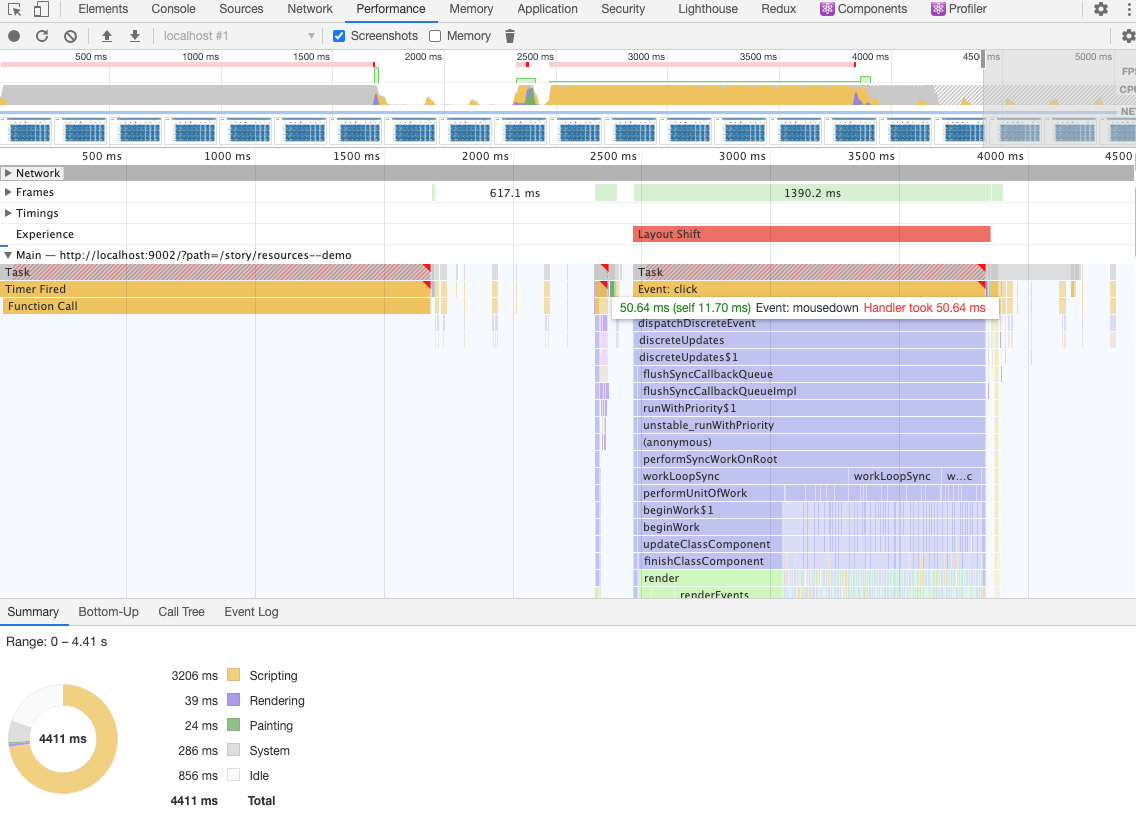 Elements Console Sources Network Performance Memory Application Security Lighthouse Redux Components Profiler
localhost #1 Screenshots Memory
500 ms 1000 ms 1500 ms 2000 ms 2500 ms 3000 ms 3500 ms 4000 ms 450 ms 5000 ms
FPS
CPU
NET
500 ms 1000 ms 1500 ms 2000 ms 2500 ms 3000 ms 3500 ms 4000 ms 4500
Network
Frames 617.1 ms 1390.2 ms
Timings
Experience Layout Shift
Main — http://localhost:9002/?path=/story/resources--demo
Task Task
Timer Fired Event: click
Function Call
50.64 ms (self 11.70 ms) Event: mousedown Handler took 50.64 ms
dispatchDiscreteEvent
discreteUpdates
discreteUpdates$1
flushSyncCallbackQueue
flushSyncCallbackQueueImpl
runWithPriority$1
unstable_runWithPriority
(anonymous)
performSyncWorkOnRoot
workLoopSync workLoopSync w…c
performUnitOfWork
beginWork$1
beginWork
updateClassComponent
finishClassComponent
render
renderEvents
Summary Bottom-Up Call Tree Event Log
Range: 0 – 4.41 s
3206 ms Scripting
39 ms Rendering
24 ms Painting
4411 ms
286 ms System
856 ms Idle
4411 ms Total